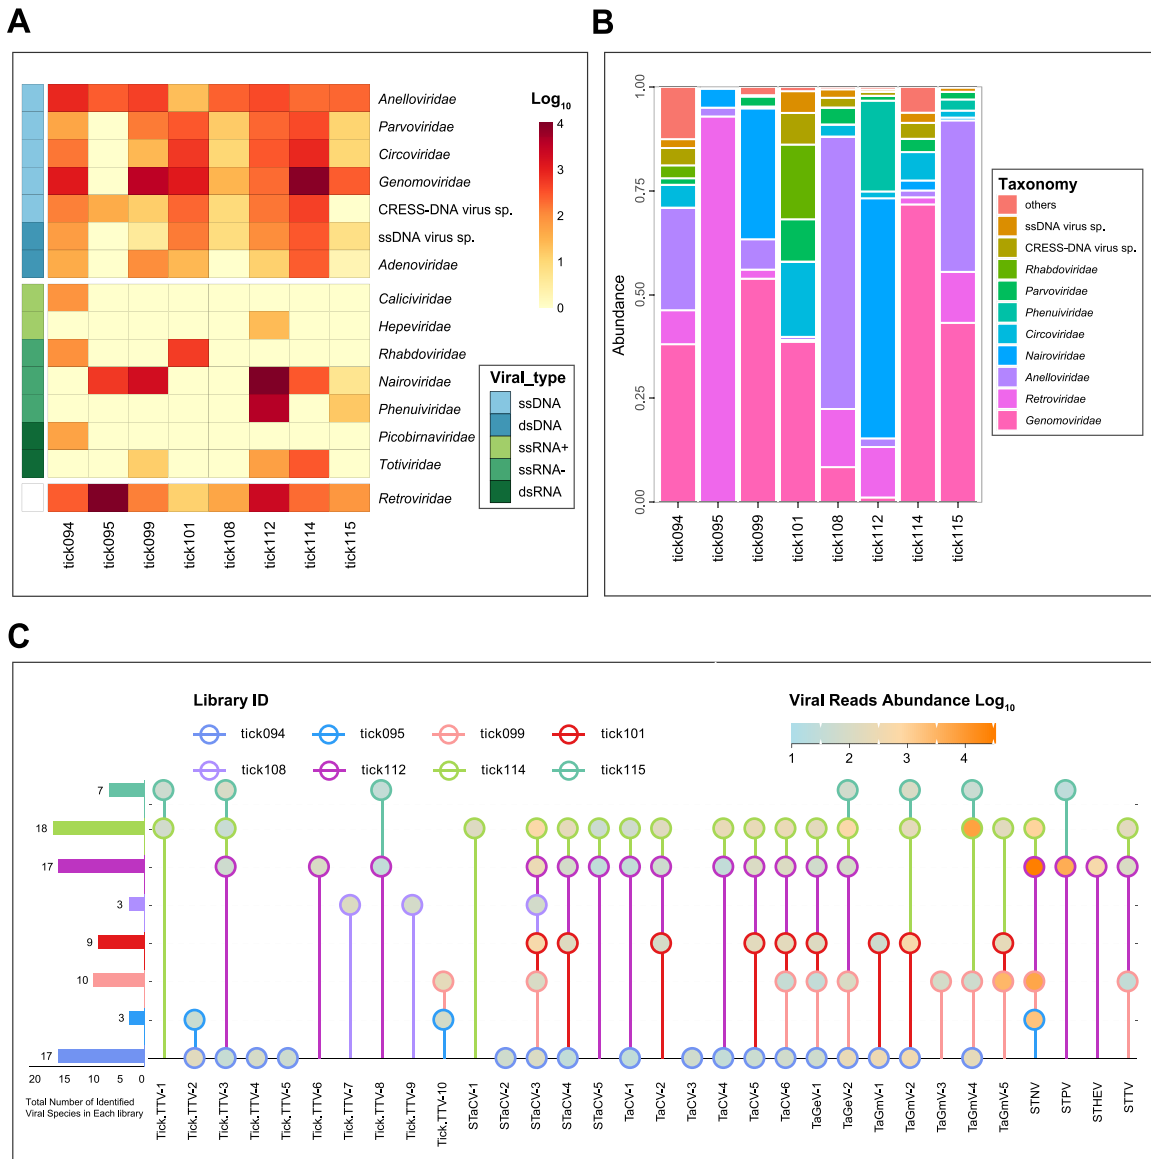 A
Anelloviridae
Parvoviridae
Circoviridae
Genomoviridae
CRESS-DNA virus sp.
ssDNA virus sp.
Adenoviridae
Caliciviridae
Hepeviridae
Rhabdoviridae
Nairoviridae
Phenuiviridae
Picobirnaviridae
Totiviridae
Retroviridae
tick094
tick095
tick099
tick101
tick108
tick112
tick114
tick115
Log10
4
3
2
1
0
Viral_type
ssDNA
dsDNA
ssRNA+
ssRNA-
dsRNA
B
Abundance
1.00
0.75
0.50
0.25
0.00
tick094
tick095
tick099
tick101
tick108
tick112
tick114
tick115
Taxonomy
others
ssDNA virus sp.
CRESS-DNA virus sp.
Rhabdoviridae
Parvoviridae
Phenuiviridae
Circoviridae
Nairoviridae
Anelloviridae
Retroviridae
Genomoviridae
C
Library ID
tick094
tick095
tick099
tick101
tick108
tick112
tick114
tick115
Viral Reads Abundance Log10
1 2 3 4
7
18
17
3
9
10
3
17
20 15 10 5 0
Total Number of Identified
Viral Species in Each library
Tick.TTV-1
Tick.TTV-2
Tick.TTV-3
Tick.TTV-4
Tick.TTV-5
Tick.TTV-6
Tick.TTV-7
Tick.TTV-8
Tick.TTV-9
Tick.TTV-10
STaCV-1
STaCV-2
STaCV-3
STaCV-4
STaCV-5
TaCV-1
TaCV-2
TaCV-3
TaCV-4
TaCV-5
TaCV-6
TaGeV-1
TaGeV-2
TaGmV-1
TaGmV-2
TaGmV-3
TaGmV-4
TaGmV-5
STNV
STPV
STHEV
STTV